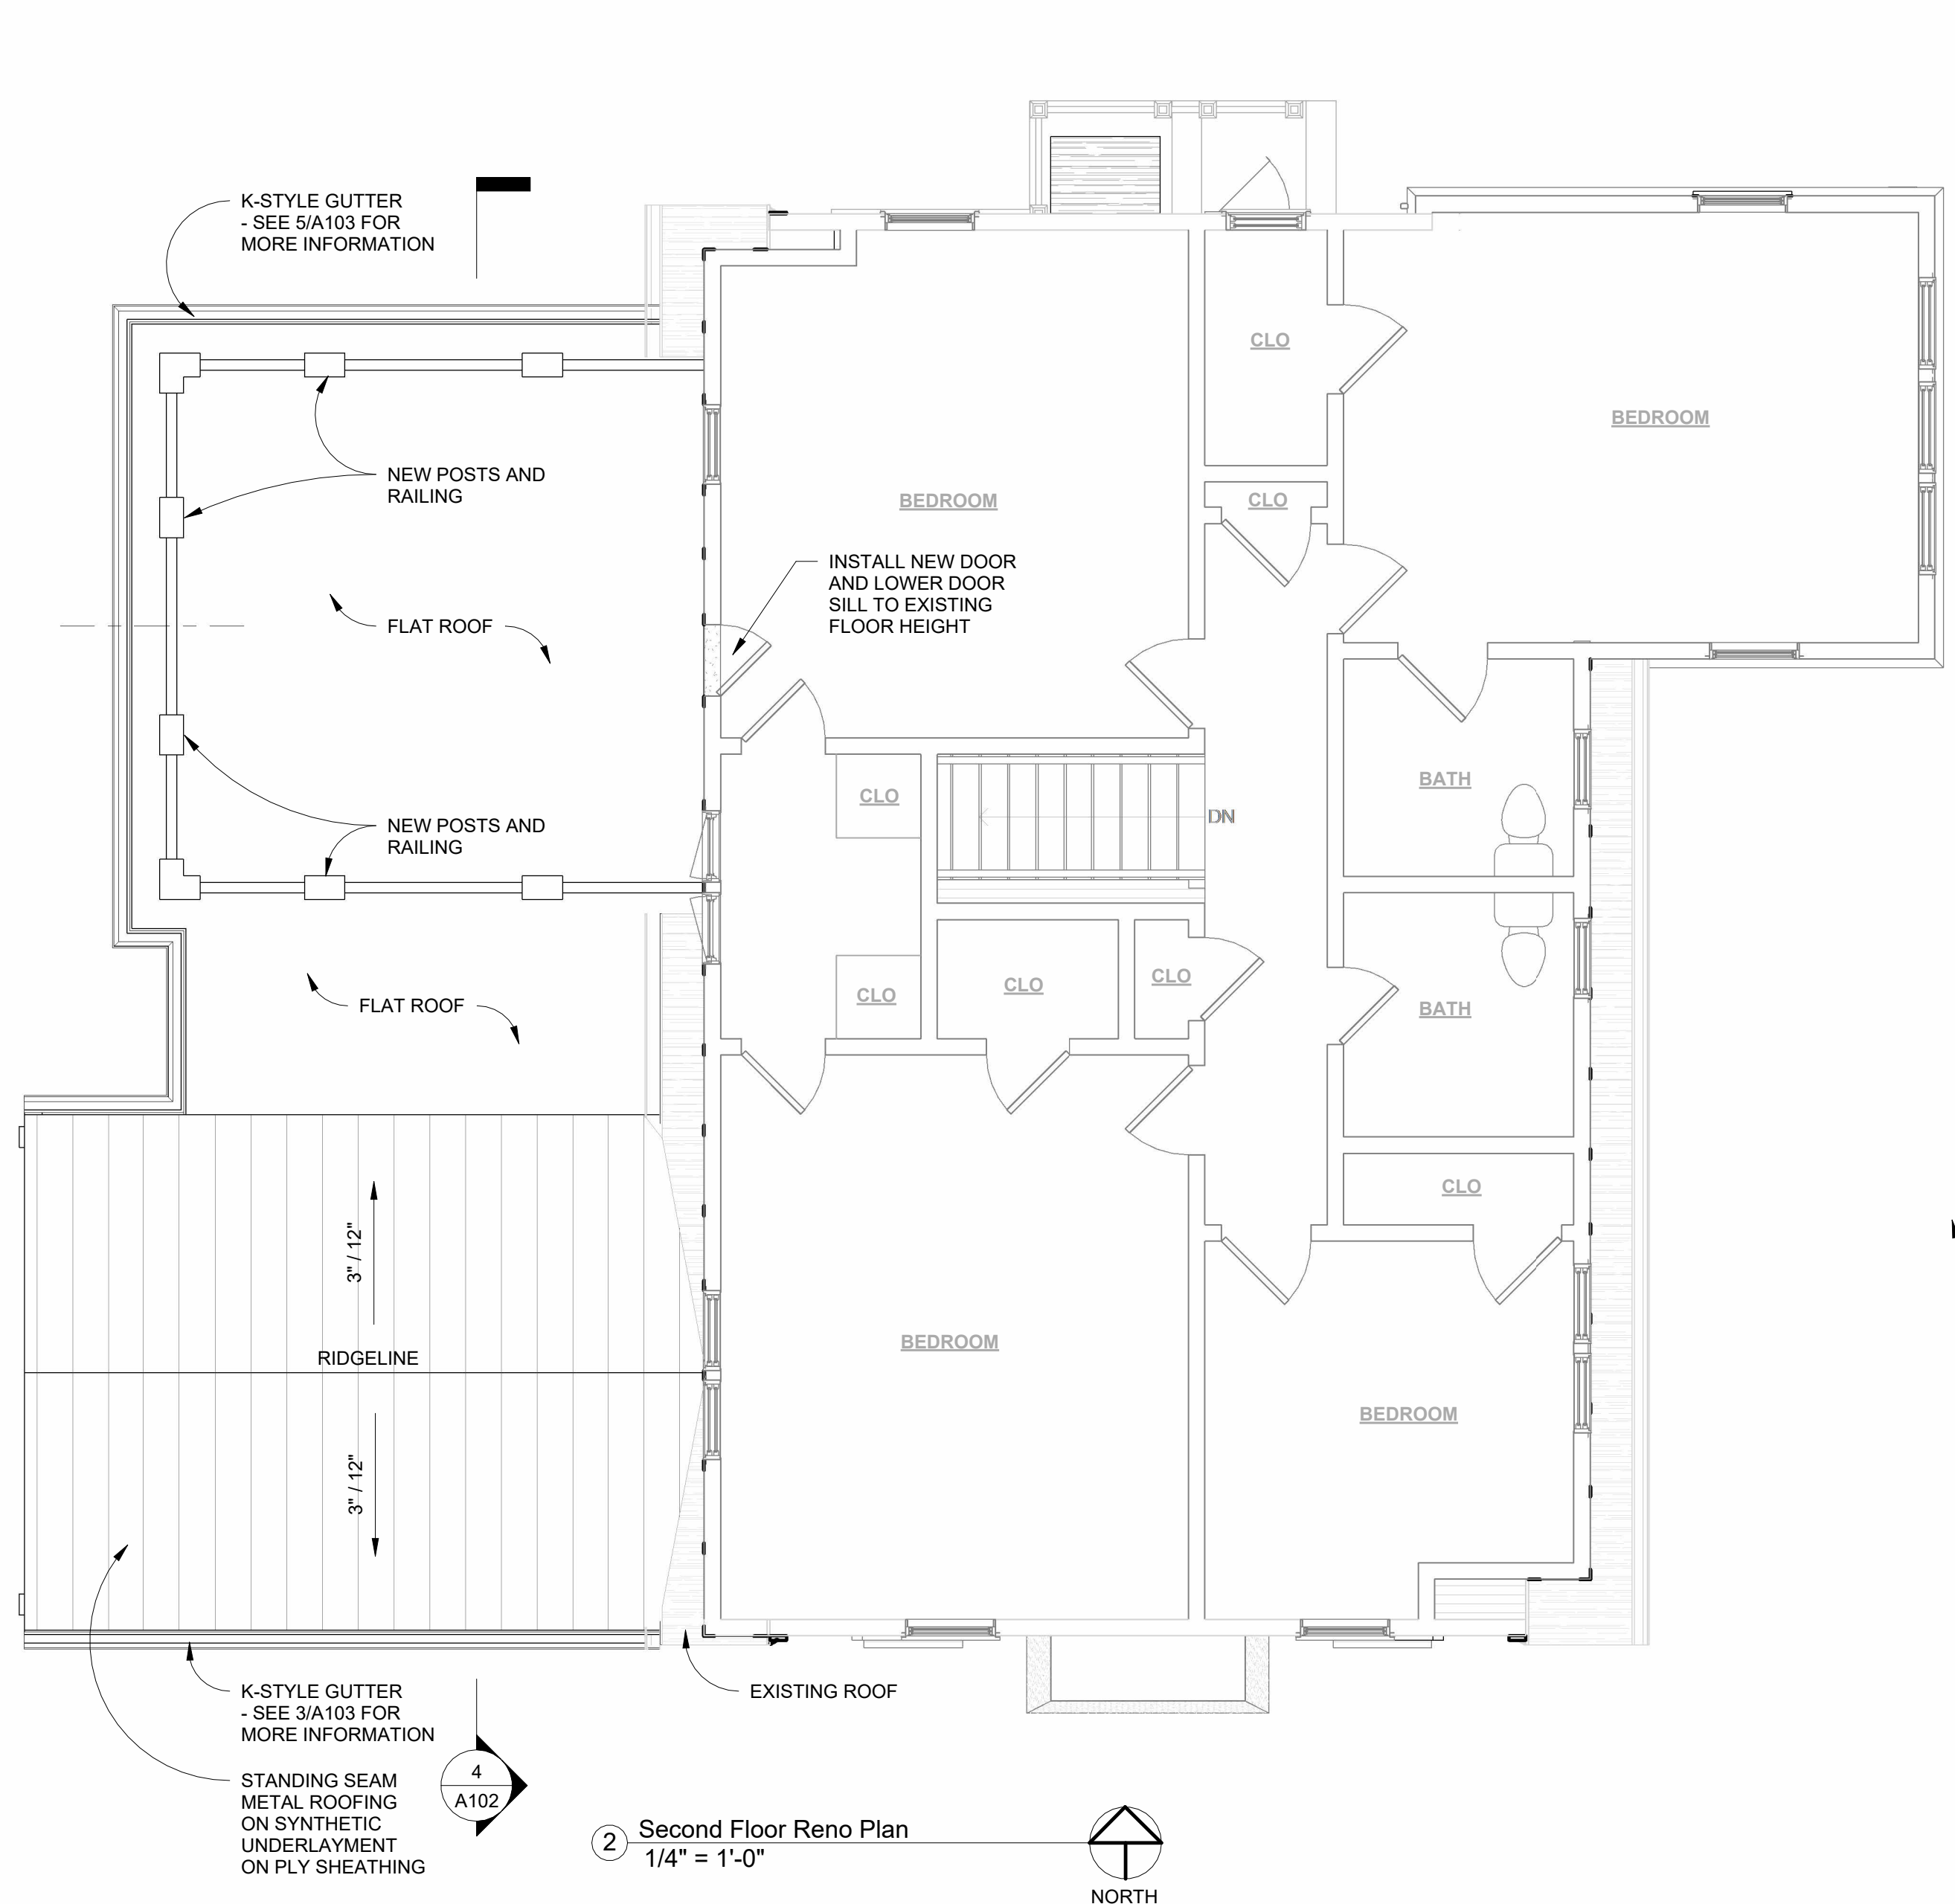 K-STYLE GUTTER
- SEE 5/A103 FOR
MORE INFORMATION
CLO
BEDROOM
NEW POSTS AND
RAILING
BEDROOM
CLO
INSTALL NEW DOOR
AND LOWER DOOR
SILL TO EXISTING
FLOOR HEIGHT
FLAT ROOF
BATH
CLO
DN
NEW POSTS AND
RAILING
CLO
CLO
CLO
FLAT ROOF
BATH
CLO
3" / 12"
RIDGELINE
BEDROOM
BEDROOM
3" / 12"
K-STYLE GUTTER
- SEE 3/A103 FOR
MORE INFORMATION
EXISTING ROOF
STANDING SEAM
METAL ROOFING
ON SYNTHETIC
UNDERLAYMENT
ON PLY SHEATHING
4
A102
2
Second Floor Reno Plan
1/4" = 1'-0"
NORTH